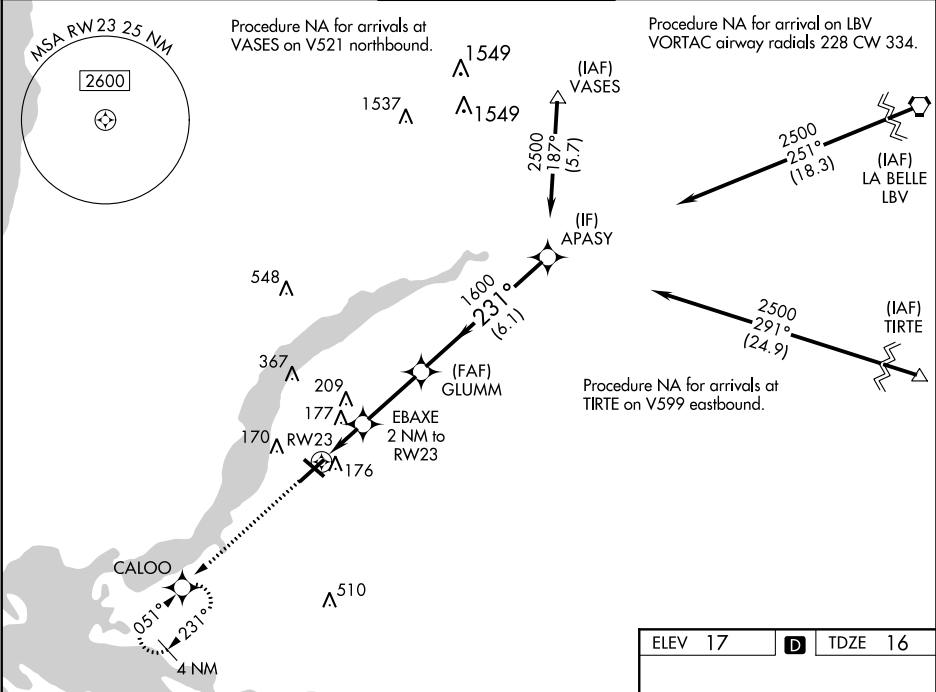 MSA RW 23 25 NM
2600
Procedure NA for arrivals at
VASES on V521 northbound.
Procedure NA for arrival on LBV
VORTAC airway radials 228 CW 334.
1549
1549
1537
(IAF)
VASES
2500
187°
(5.7)
2500
251°
(18.3)
(IAF)
LA BELLE
LBV
(IF)
APASY
548
1600
231°
(6.1)
2500
291°
(24.9)
(IAF)
TIRTE
367
209
177
(FAF)
GLUMM
Procedure NA for arrivals at
TIRTE on V599 eastbound.
170
RW23
EBAXE
2 NM to
RW23
176
CALOO
051°
231°
4 NM
510
ELEV 17
D
TDZE 16